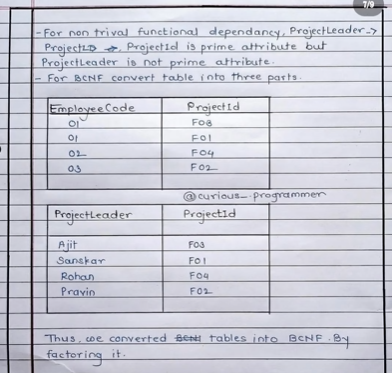 7/9
- For non trival functional dependancy, ProjectLeader →
ProjectID →, ProjectId is prime attribute but
ProjectLeader is not prime attribute.
- For BCNF convert table into three parts.
EmployeeCode ProjectId
01 F03
01 F01
02 F04
03 F02
@curious_programmer
ProjectLeader ProjectId
Ajit F03
Sanskar F01
Rohan F04
Pravin F02
Thus, we converted tables into BCNF. By
factoring it.